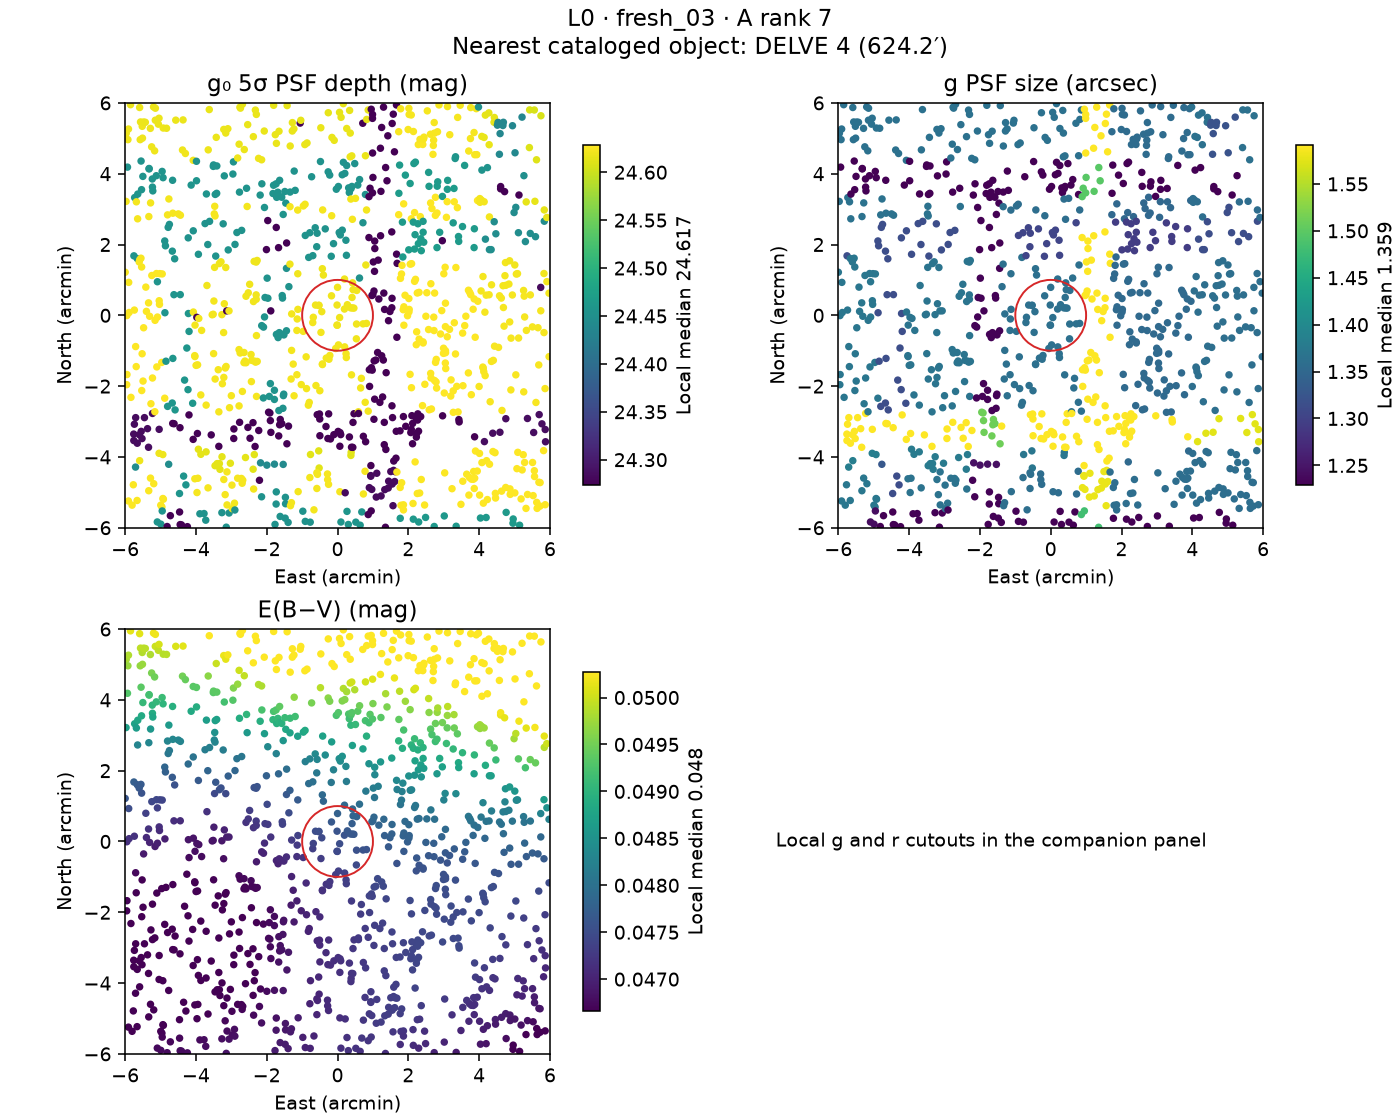 L0 · fresh_03 · A rank 7
Nearest cataloged object: DELVE 4 (624.2′)
g₀ 5σ PSF depth (mag)
6
4
2
0
−2
−4
−6
−6 −4 −2 0 2 4 6
North (arcmin)
East (arcmin)
24.60
24.55
24.50
24.45
24.40
24.35
24.30
Local median 24.617
g PSF size (arcsec)
6
4
2
0
−2
−4
−6
−6 −4 −2 0 2 4 6
North (arcmin)
East (arcmin)
1.55
1.50
1.45
1.40
1.35
1.30
1.25
Local median 1.359
E(B−V) (mag)
6
4
2
0
−2
−4
−6
−6 −4 −2 0 2 4 6
North (arcmin)
East (arcmin)
0.0500
0.0495
0.0490
0.0485
0.0480
0.0475
0.0470
Local median 0.048
Local g and r cutouts in the companion panel